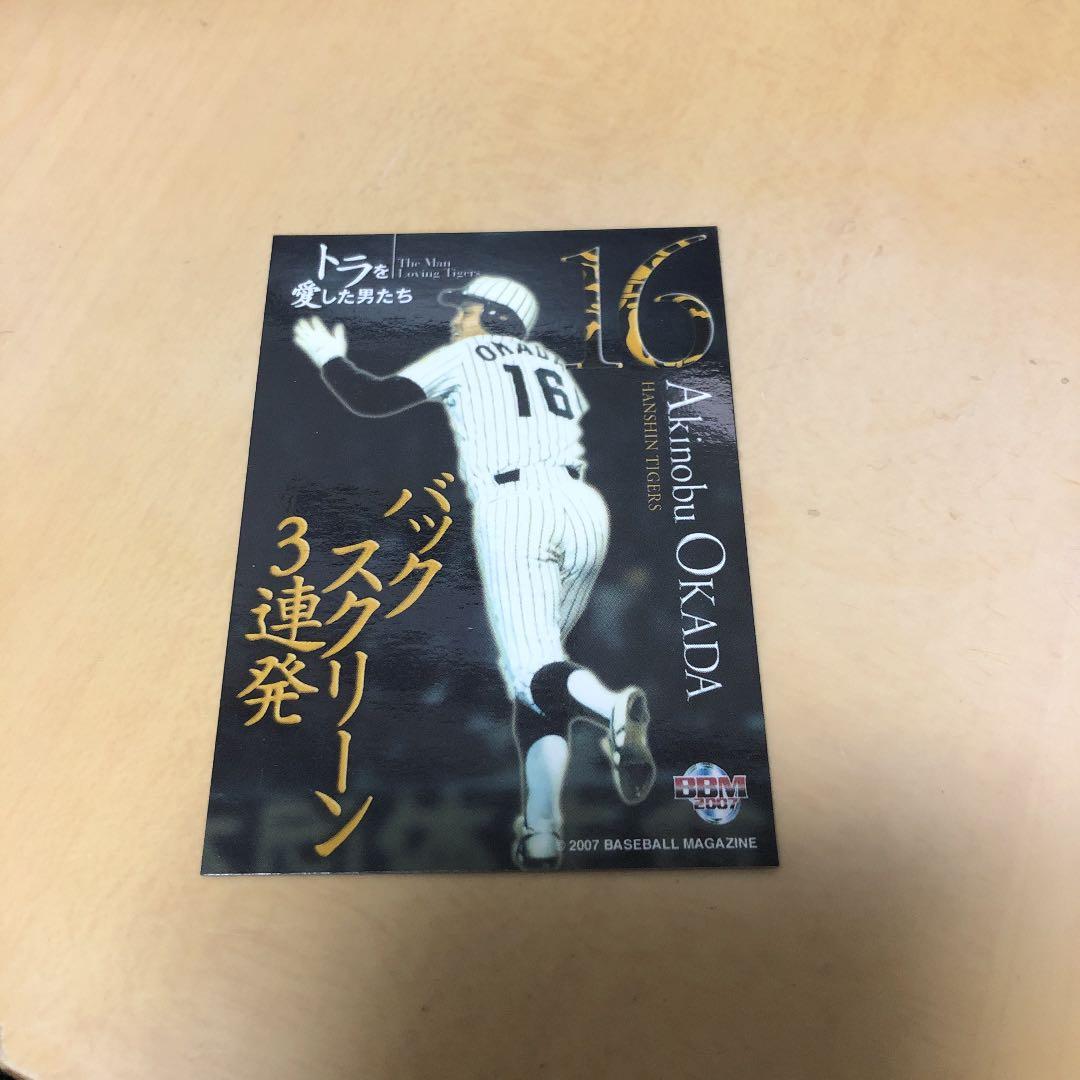 トラを
愛した男たち
The Man
Loving Tigers
16
OKADA
16
Akinobu OKADA
HANSHIN TIGERS
バック
スクリーン
3連発
BBM
2007
© 2007 BASEBALL MAGAZINE